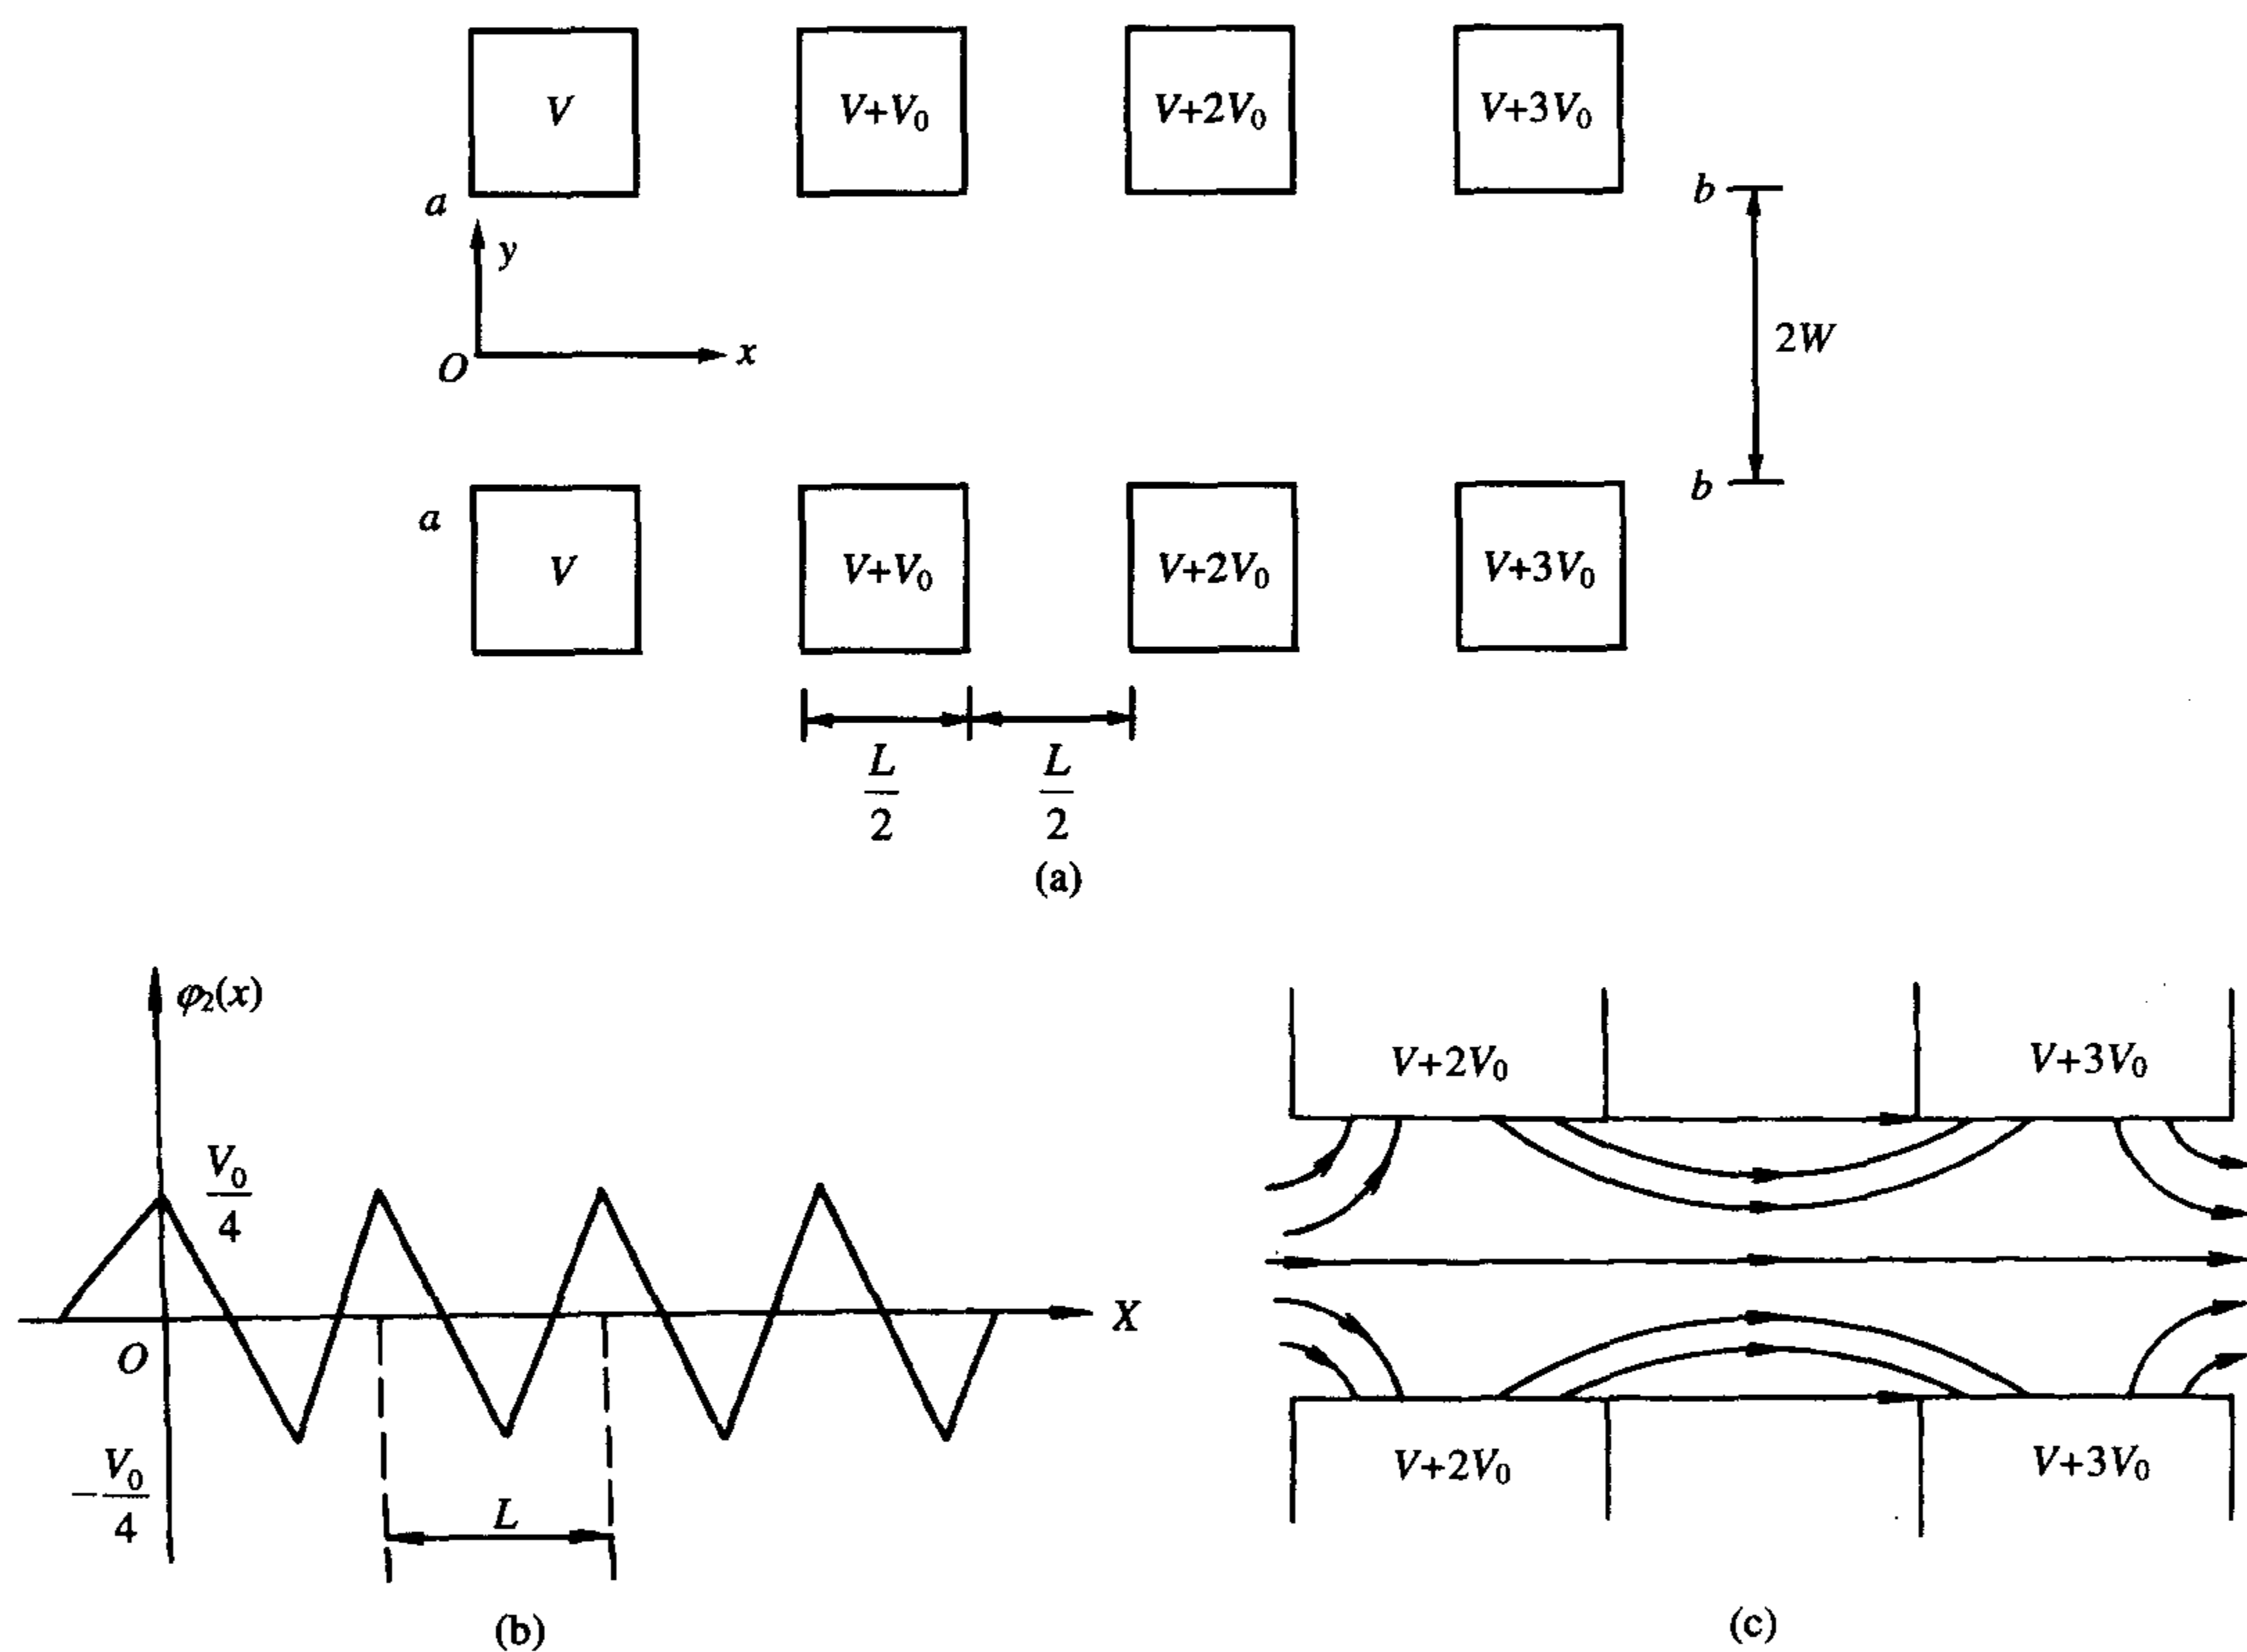 V V+V₀ V+2V₀ V+3V₀
a
y
O x
b
2W
b
a
V V+V₀ V+2V₀ V+3V₀
L/2 L/2
(a)
φ₂(x)
V₀/4
O
X
-V₀/4
L
(b)
V+2V₀ V+3V₀
V+2V₀ V+3V₀
(c)